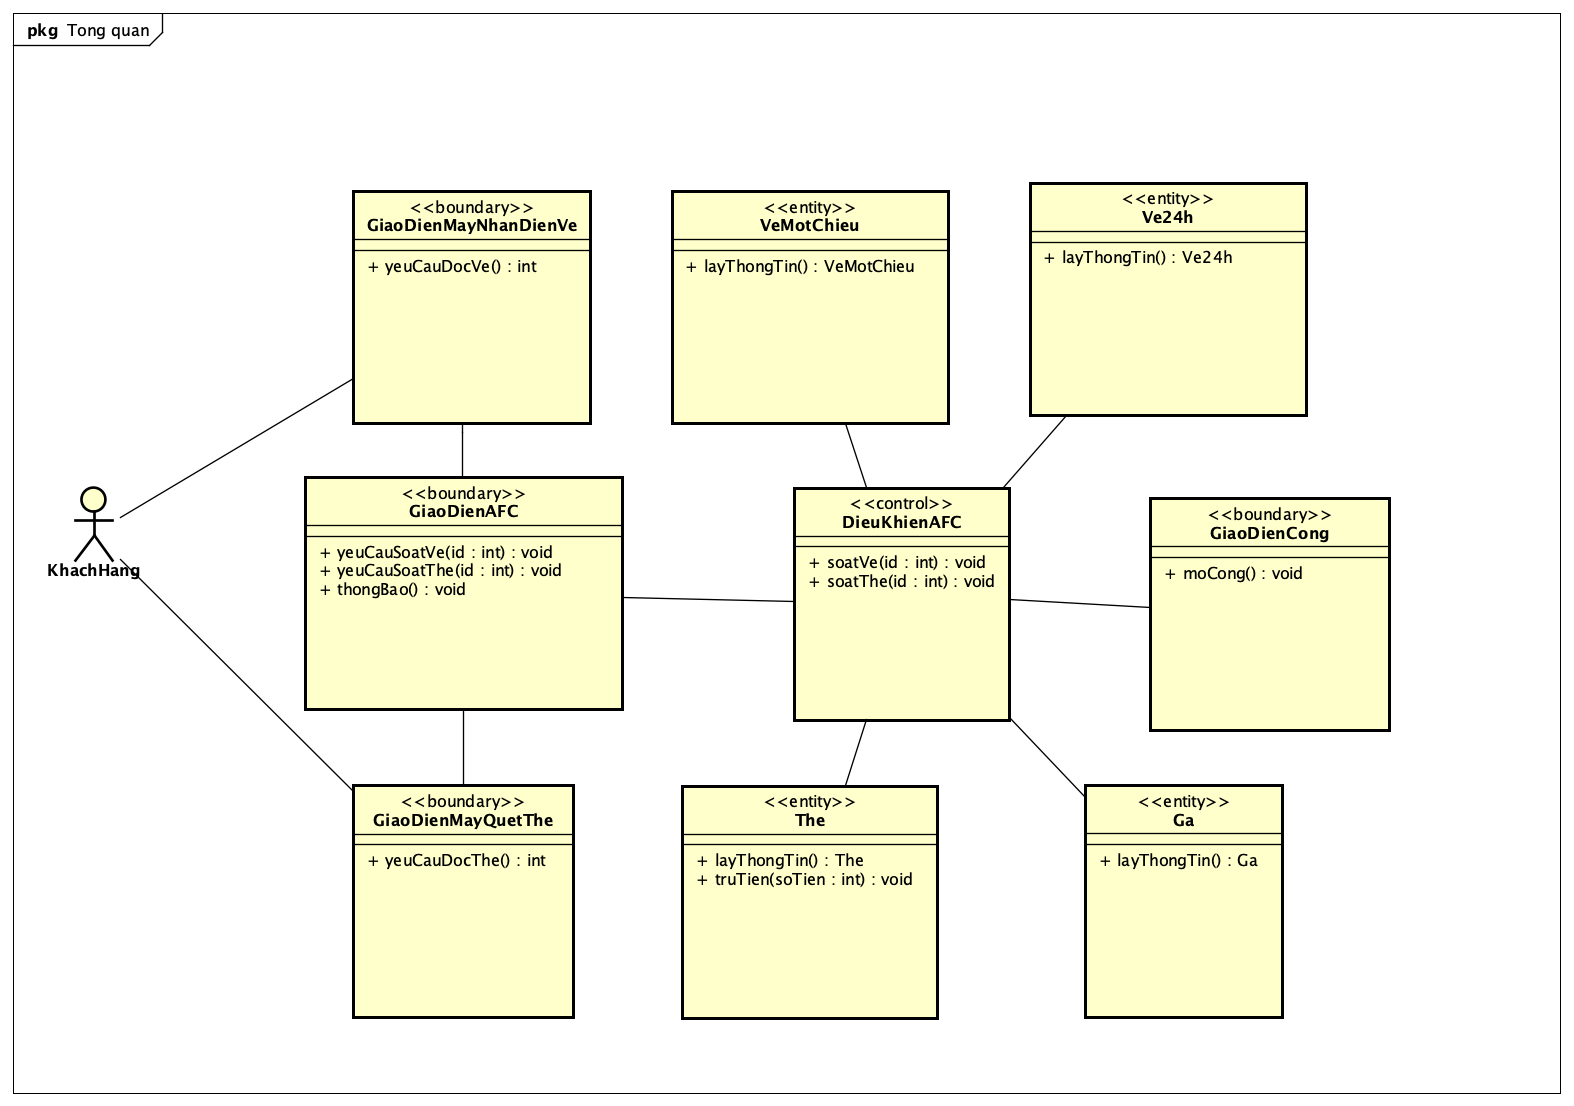 pkg Tong quan
<<boundary>>
GiaoDienMayNhanDienVe
+ yeuCauDocVe() : int
<<entity>>
VeMotChieu
+ layThongTin() : VeMotChieu
<<entity>>
Ve24h
+ layThongTin() : Ve24h
KhachHang
<<boundary>>
GiaoDienAFC
+ yeuCauSoatVe(id : int) : void
+ yeuCauSoatThe(id : int) : void
+ thongBao() : void
<<control>>
DieuKhienAFC
+ soatVe(id : int) : void
+ soatThe(id : int) : void
<<boundary>>
GiaoDienCong
+ moCong() : void
<<boundary>>
GiaoDienMayQuetThe
+ yeuCauDocThe() : int
<<entity>>
The
+ layThongTin() : The
+ truTien(soTien : int) : void
<<entity>>
Ga
+ layThongTin() : Ga